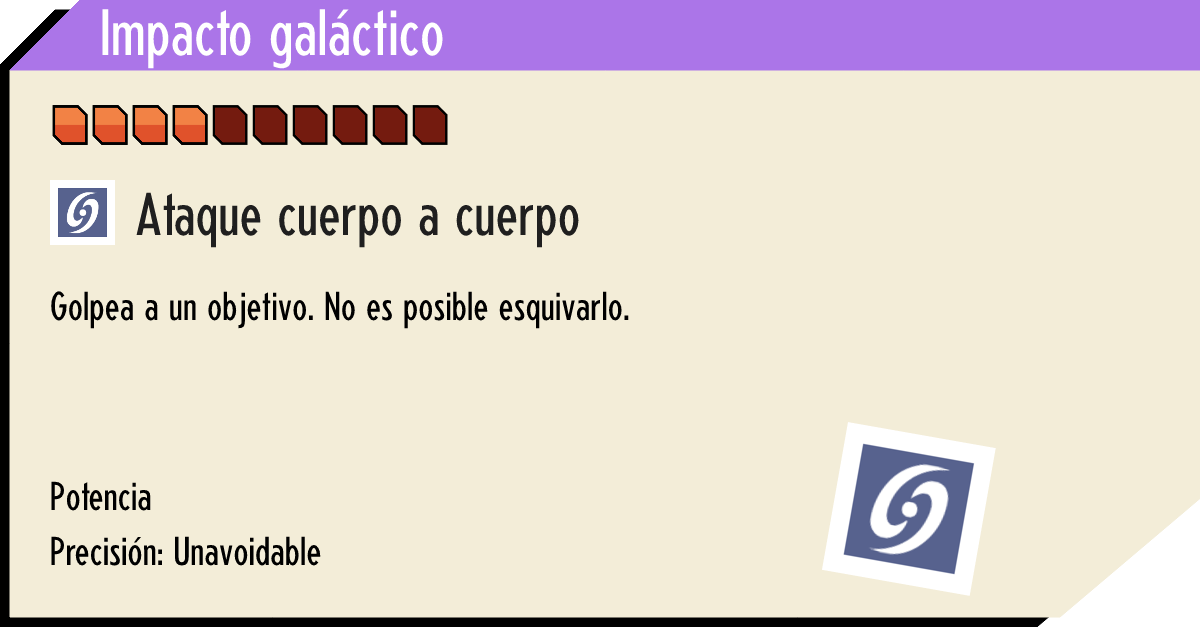 Impacto galáctico
Ataque cuerpo a cuerpo
Golpea a un objetivo. No es posible esquivarlo.
Potencia
Precisión: Unavoidable